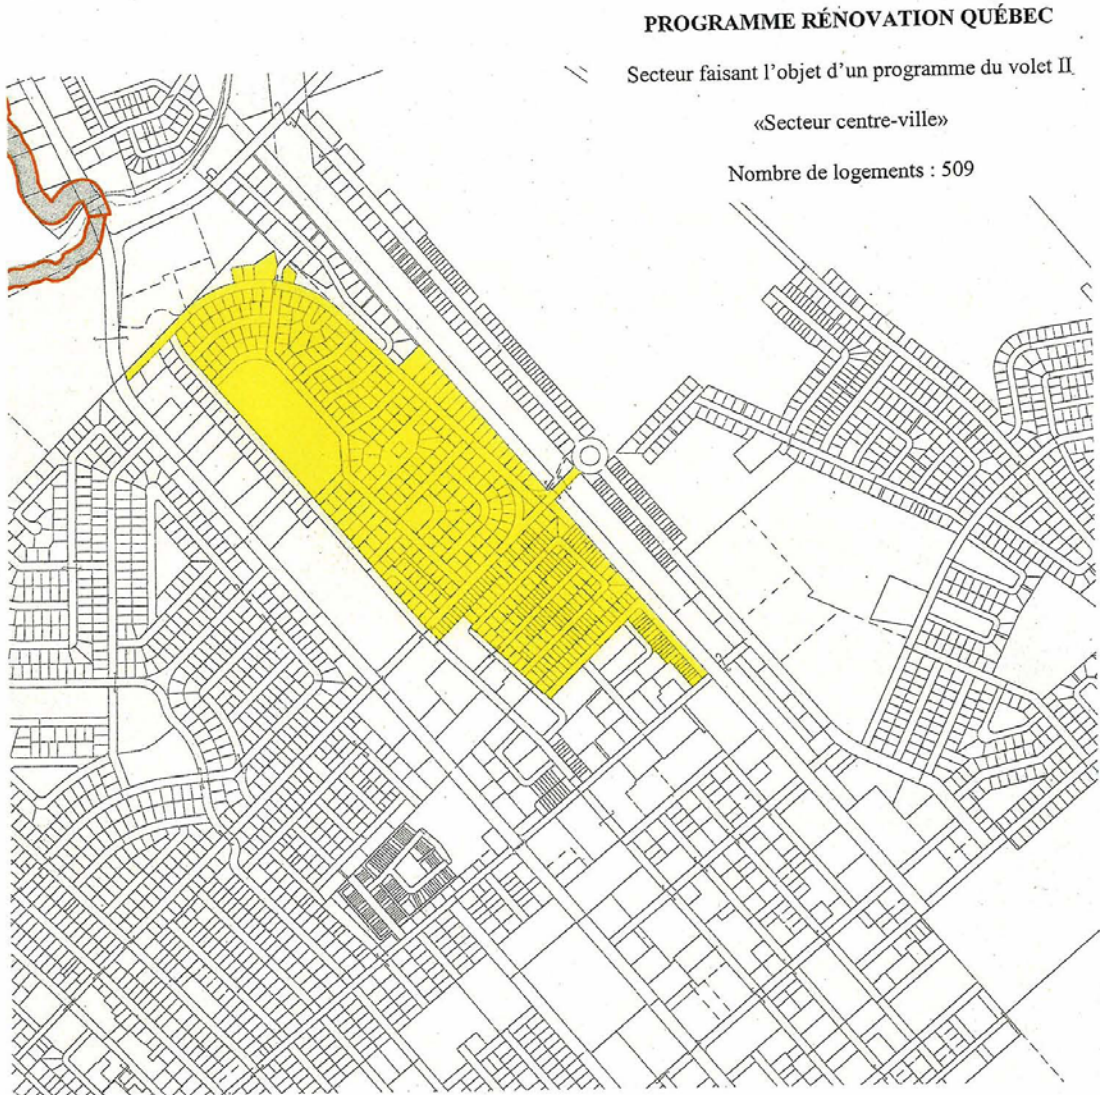 PROGRAMME RÉNOVATION QUÉBEC
Secteur faisant l’objet d’un programme du volet II
«Secteur centre-ville»
Nombre de logements : 509